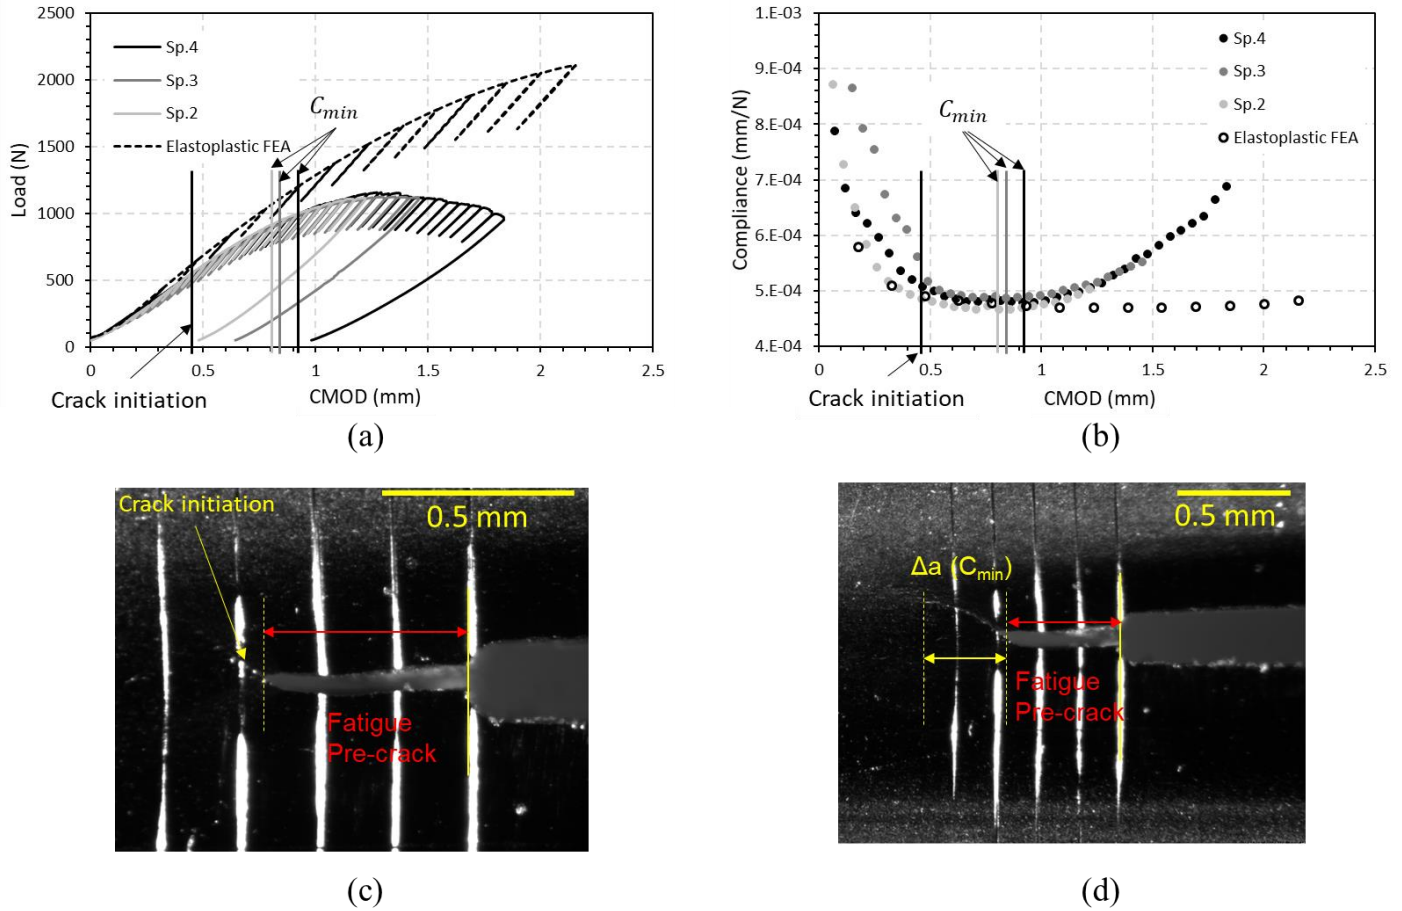 2500
2000
1500
1000
500
0
Load (N)
Sp.4
Sp.3
Sp.2
Elastoplastic FEA
C_min
0
0.5
1
1.5
2
2.5
CMOD (mm)
Crack initiation
(a)
1.E-03
9.E-04
8.E-04
7.E-04
6.E-04
5.E-04
4.E-04
Compliance (mm/N)
Sp.4
Sp.3
Sp.2
Elastoplastic FEA
C_min
0
0.5
1
1.5
2
2.5
CMOD (mm)
Crack initiation
(b)
Crack initiation
0.5 mm
Fatigue
Pre-crack
(c)
0.5 mm
Δa (Cmin)
Fatigue
Pre-crack
(d)